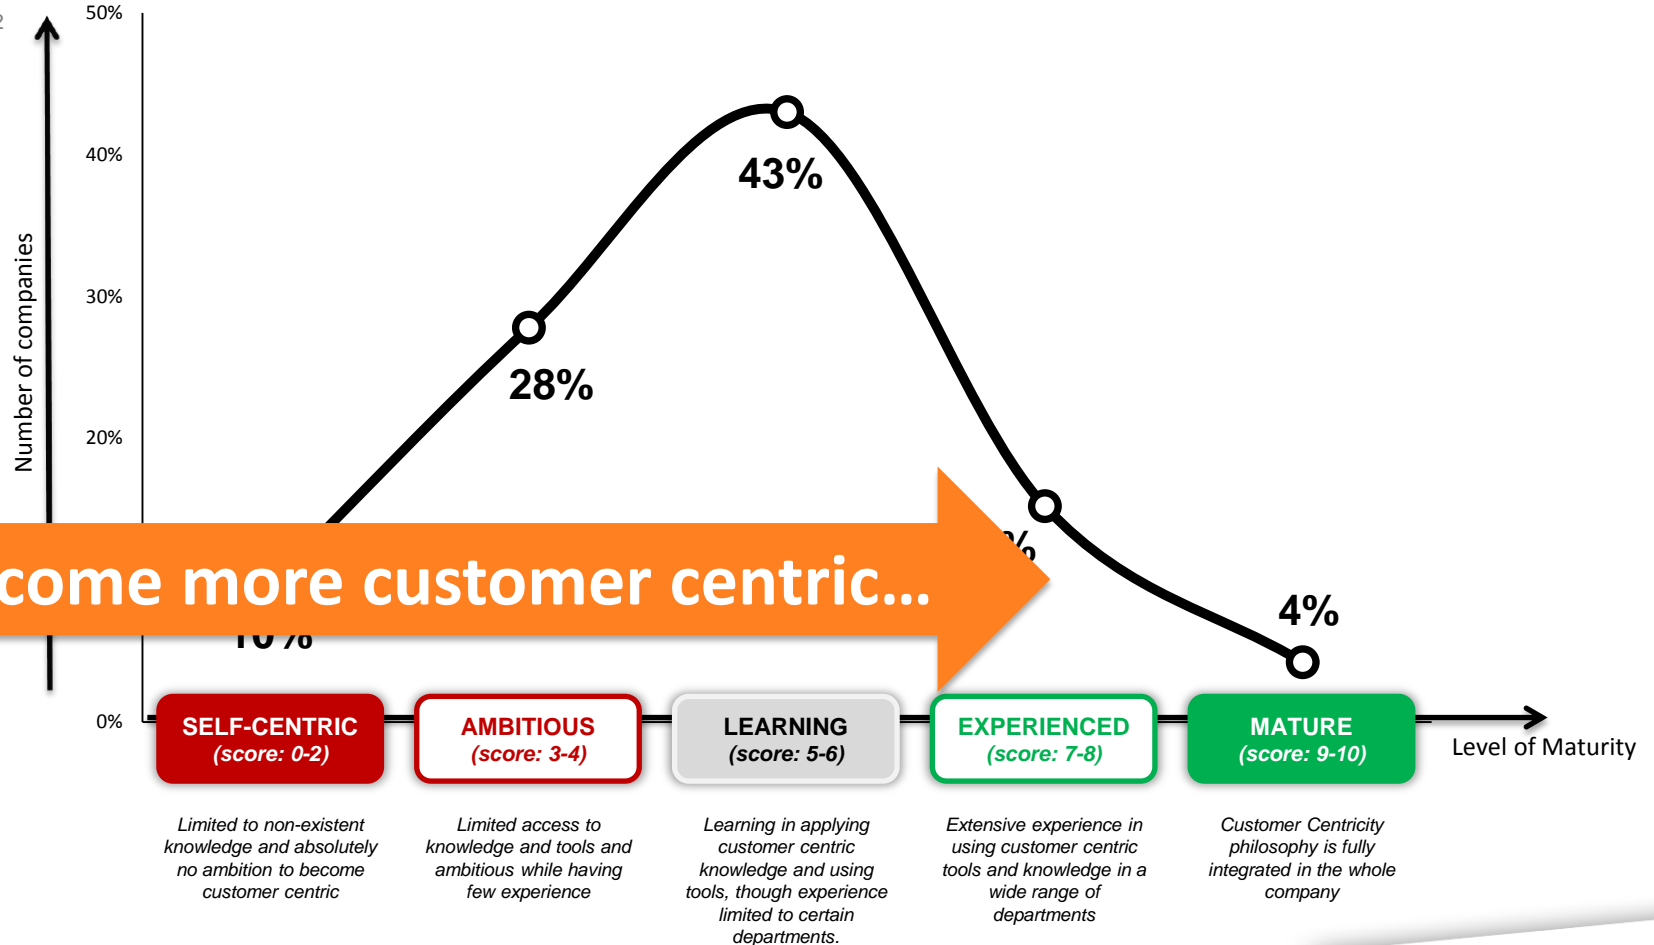 2
50%
40%
30%
20%
0%
Number of companies
43%
28%
10%
%
4%
come more customer centric...
SELF-CENTRIC
(score: 0-2)
AMBITIOUS
(score: 3-4)
LEARNING
(score: 5-6)
EXPERIENCED
(score: 7-8)
MATURE
(score: 9-10)
Level of Maturity
Limited to non-existent
knowledge and absolutely
no ambition to become
customer centric
Limited access to
knowledge and tools and
ambitious while having
few experience
Learning in applying
customer centric
knowledge and using
tools, though experience
limited to certain
departments.
Extensive experience in
using customer centric
tools and knowledge in a
wide range of
departments
Customer Centricity
philosophy is fully
integrated in the whole
company